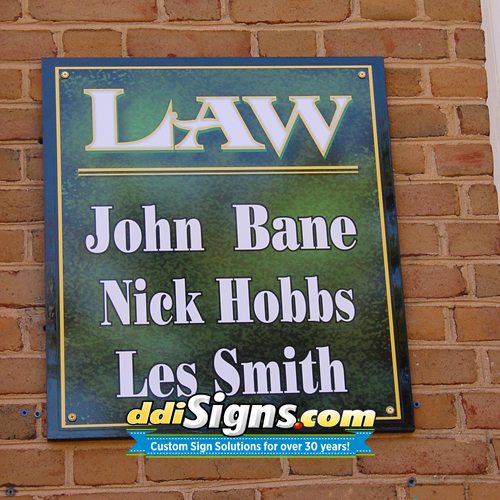 LAW
John Bane
Nick Hobbs
Les Smith
ddiSigns.com
Custom Sign Solutions for over 30 years!